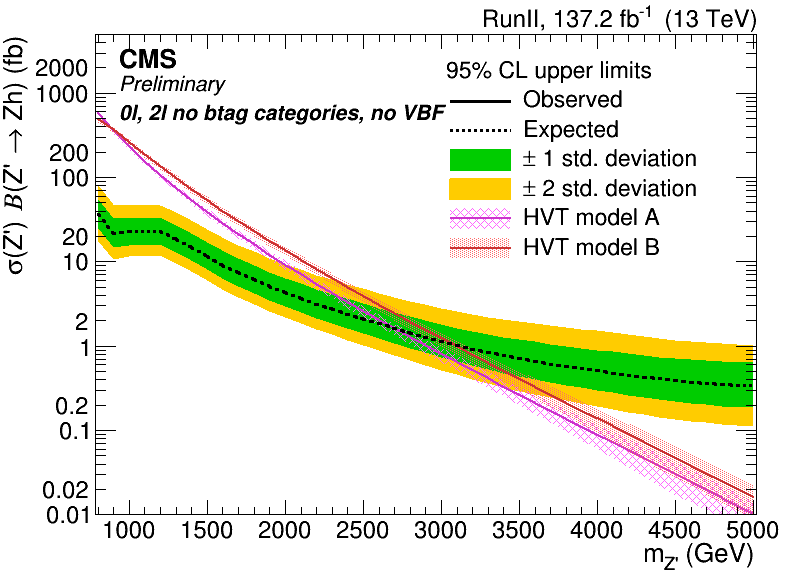 RunII, 137.2 fb⁻¹ (13 TeV)
CMS
Preliminary
0l, 2l no btag categories, no VBF
95% CL upper limits
Observed
Expected
± 1 std. deviation
± 2 std. deviation
HVT model A
HVT model B
σ(Z') B(Z' → Zh) (fb)
2000
1000
200
100
20
10
2
1
0.2
0.1
0.02
0.01
1000 1500 2000 2500 3000 3500 4000 4500 5000
m_Z' (GeV)